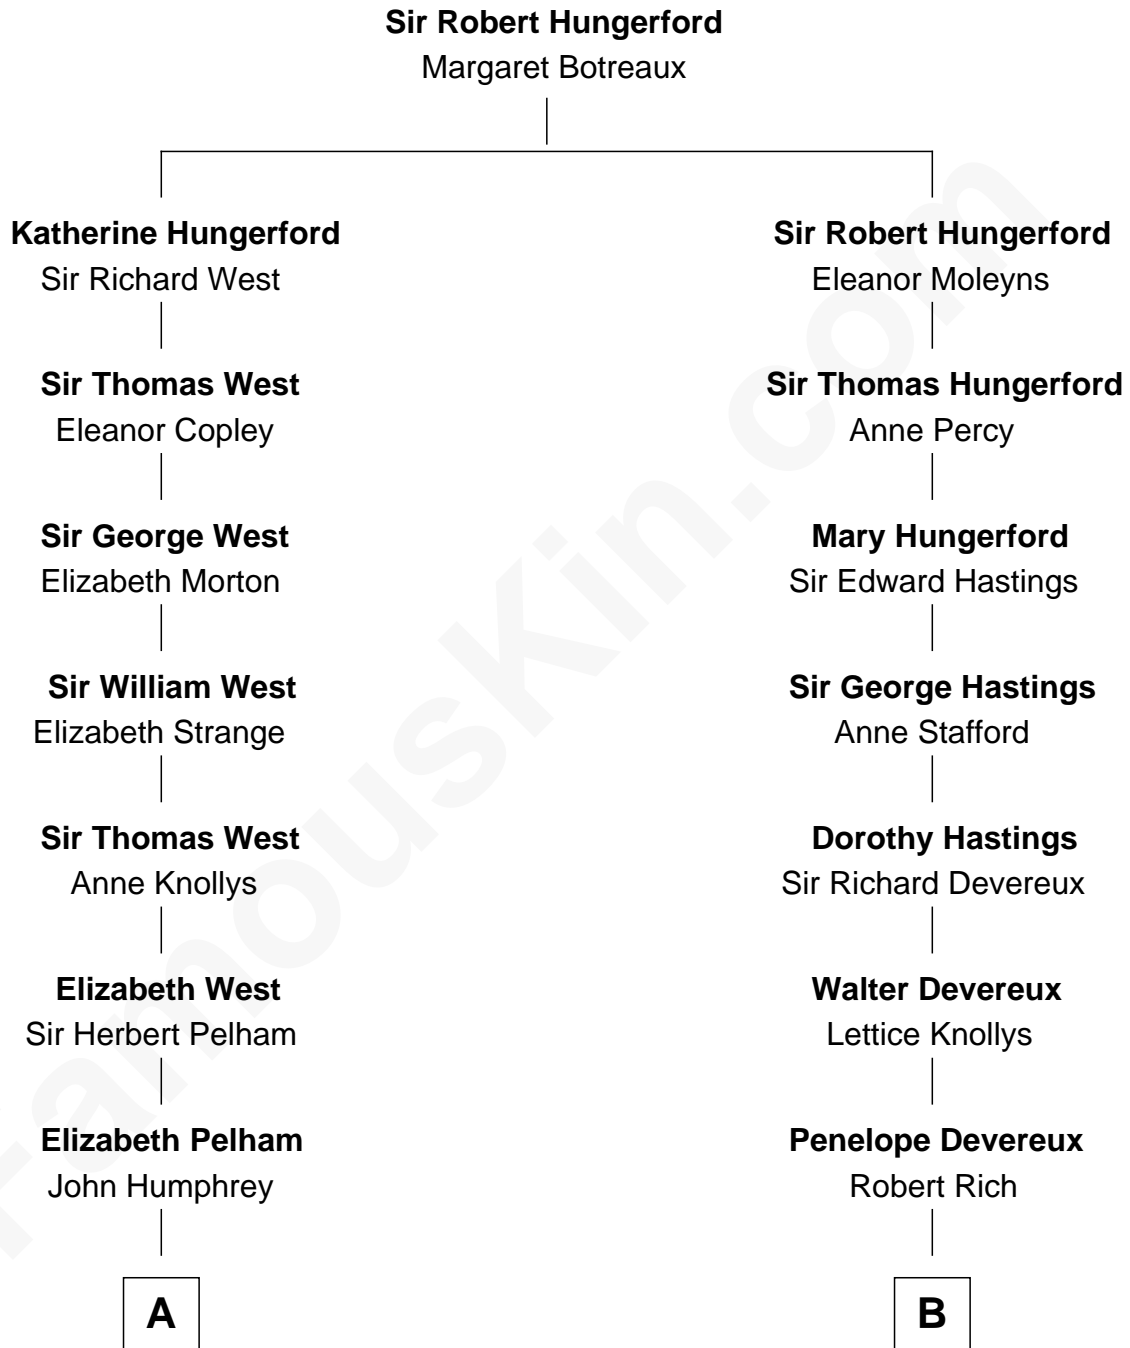 Sir Robert Hungerford
Margaret Botreaux
Katherine Hungerford
Sir Richard West
Sir Robert Hungerford
Eleanor Moleyns
Sir Thomas West
Eleanor Copley
Sir Thomas Hungerford
Anne Percy
Sir George West
Elizabeth Morton
Mary Hungerford
Sir Edward Hastings
Sir William West
Elizabeth Strange
Sir George Hastings
Anne Stafford
Sir Thomas West
Anne Knollys
Dorothy Hastings
Sir Richard Devereux
Elizabeth West
Sir Herbert Pelham
Walter Devereux
Lettice Knollys
Elizabeth Pelham
John Humphrey
Penelope Devereux
Robert Rich
A
B
FamousKin.com